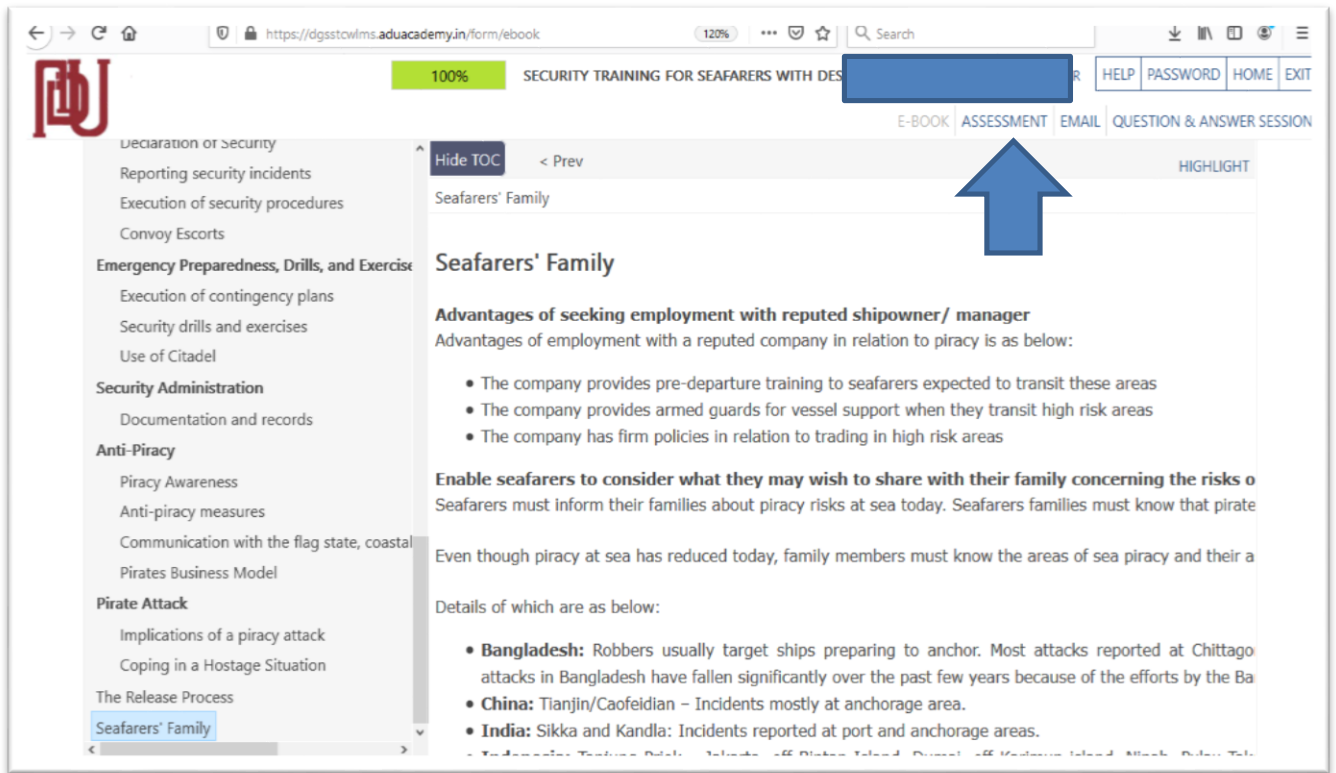 https://dgsstcwlms.aduacademy.in/form/ebook 120% Search
100% SECURITY TRAINING FOR SEAFARERS WITH DES R HELP PASSWORD HOME EXIT
E-BOOK ASSESSMENT EMAIL QUESTION & ANSWER SESSION
Declaration of Security
Reporting security incidents
Execution of security procedures
Convoy Escorts
Emergency Preparedness, Drills, and Exercise
Execution of contingency plans
Security drills and exercises
Use of Citadel
Security Administration
Documentation and records
Anti-Piracy
Piracy Awareness
Anti-piracy measures
Communication with the flag state, coastal
Pirates Business Model
Pirate Attack
Implications of a piracy attack
Coping in a Hostage Situation
The Release Process
Seafarers' Family
Hide TOC < Prev HIGHLIGHT
Seafarers' Family
Seafarers' Family
Advantages of seeking employment with reputed shipowner/ manager
Advantages of employment with a reputed company in relation to piracy is as below:
• The company provides pre-departure training to seafarers expected to transit these areas
• The company provides armed guards for vessel support when they transit high risk areas
• The company has firm policies in relation to trading in high risk areas
Enable seafarers to consider what they may wish to share with their family concerning the risks o
Seafarers must inform their families about piracy risks at sea today. Seafarers families must know that pirate
Even though piracy at sea has reduced today, family members must know the areas of sea piracy and their a
Details of which are as below:
• Bangladesh: Robbers usually target ships preparing to anchor. Most attacks reported at Chittago
attacks in Bangladesh have fallen significantly over the past few years because of the efforts by the Ba
• China: Tianjin/Caofeidian – Incidents mostly at anchorage area.
• India: Sikka and Kandla: Incidents reported at port and anchorage areas.